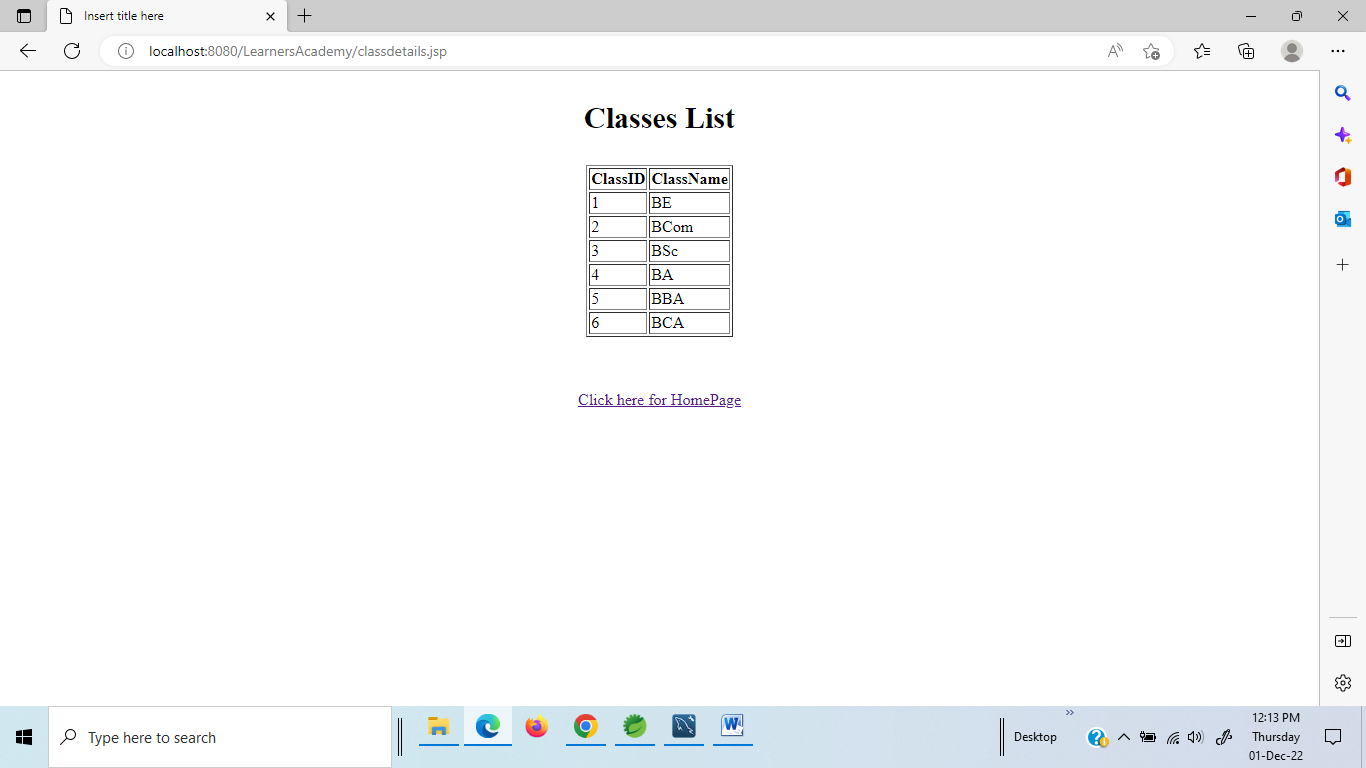 Insert title here
localhost:8080/LearnersAcademy/classdetails.jsp
Classes List
ClassID ClassName
1 BE
2 BCom
3 BSc
4 BA
5 BBA
6 BCA
Click here for HomePage
Type here to search
Desktop
12:13 PM
Thursday
01-Dec-22